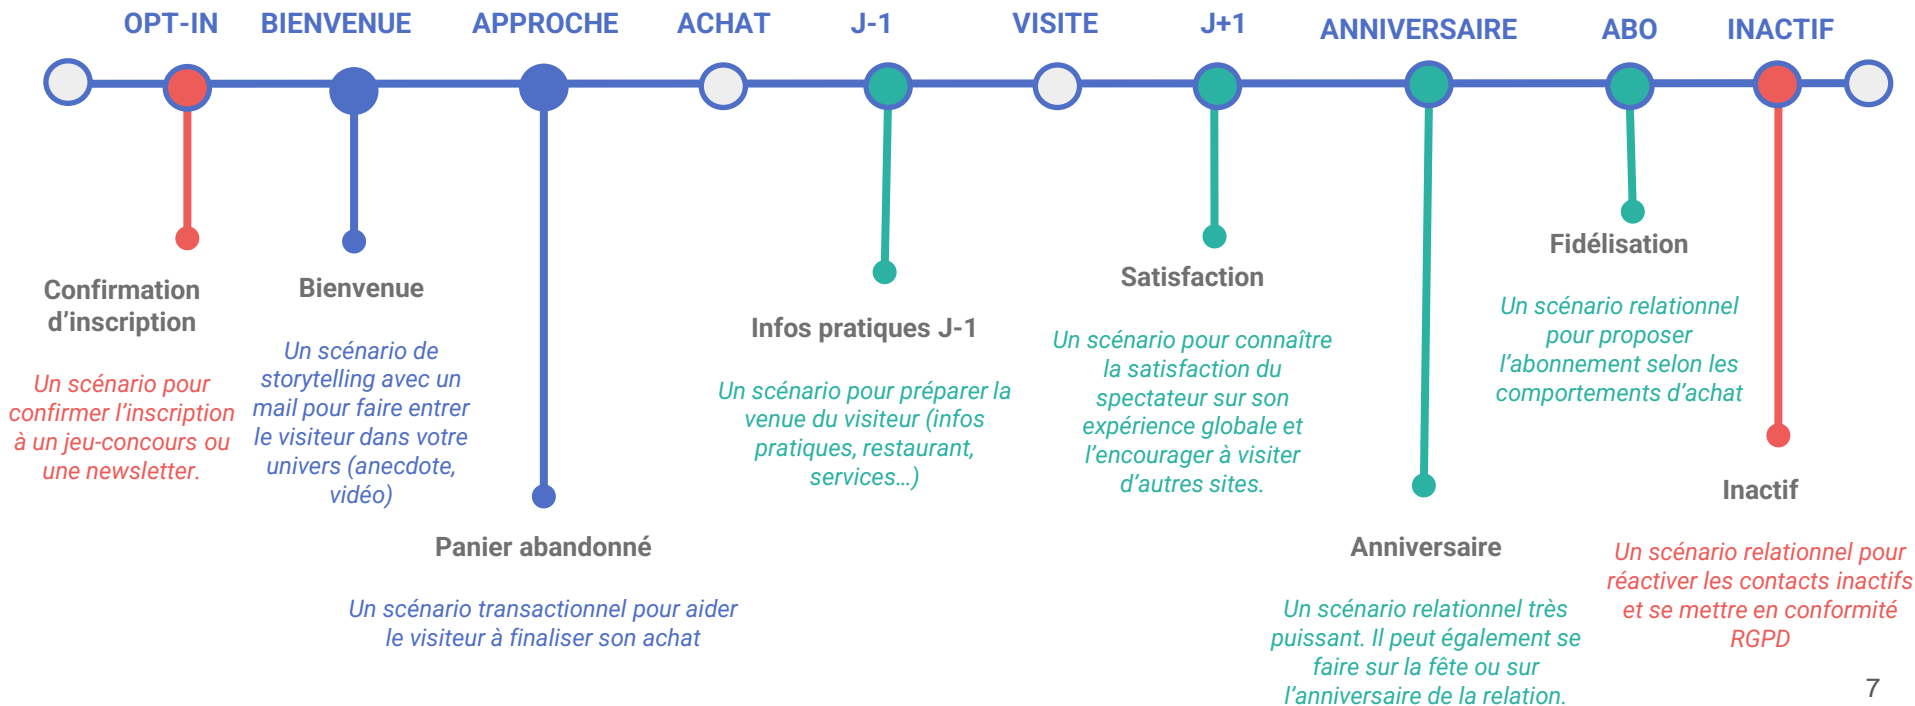 OPT-IN BIENVENUE APPROCHE ACHAT J-1 VISITE J+1 ANNIVERSAIRE ABO INACTIF
Confirmation
d’inscription
Un scénario pour
confirmer l’inscription
à un jeu-concours ou
une newsletter.
Bienvenue
Un scénario de
storytelling avec un
mail pour faire entrer
le visiteur dans votre
univers (anecdote,
vidéo)
Panier abandonné
Un scénario transactionnel pour aider
le visiteur à finaliser son achat
Infos pratiques J-1
Un scénario pour préparer la
venue du visiteur (infos
pratiques, restaurant,
services…)
Satisfaction
Un scénario pour connaître
la satisfaction du
spectateur sur son
expérience globale et
l’encourager à visiter
d’autres sites.
Anniversaire
Un scénario relationnel très
puissant. Il peut également se
faire sur la fête ou sur
l’anniversaire de la relation.
Fidélisation
Un scénario relationnel
pour proposer
l’abonnement selon les
comportements d’achat
Inactif
Un scénario relationnel pour
réactiver les contacts inactifs
et se mettre en conformité
RGPD
7